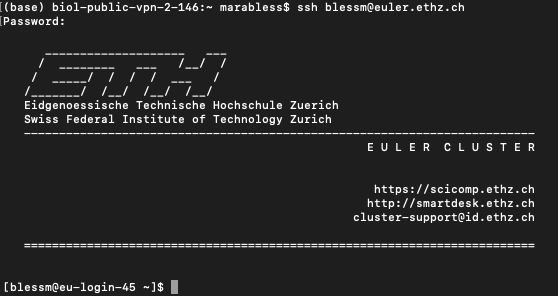 [(base) biol-public-vpn-2-146:~ marabless$ ssh blessm@euler.ethz.ch
[Password:
ETH
Eidgenoessische Technische Hochschule Zuerich
Swiss Federal Institute of Technology Zurich
-------------------------------------------------------------------------
E U L E R  C L U S T E R
https://scicomp.ethz.ch
http://smartdesk.ethz.ch
cluster-support@id.ethz.ch
=========================================================================
[blessm@eu-login-45 ~]$